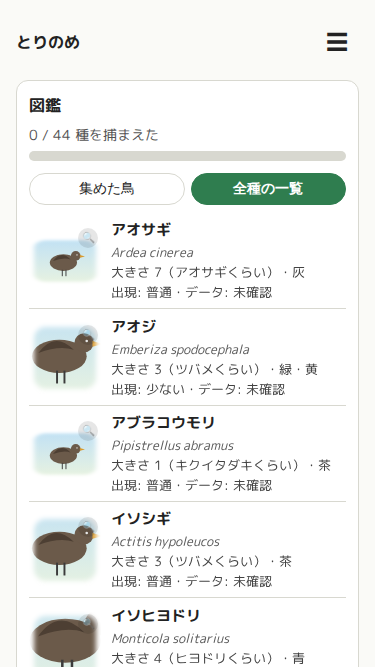 とりのめ
図鑑
0 / 44 種を捕まえた
集めた鳥
全種の一覧
アオサギ
Ardea cinerea
大きさ 7（アオサギくらい）・灰
出現: 普通・データ: 未確認
アオジ
Emberiza spodocephala
大きさ 3（ツバメくらい）・緑・黄
出現: 少ない・データ: 未確認
アブラコウモリ
Pipistrellus abramus
大きさ 1（キクイタダキくらい）・茶
出現: 普通・データ: 未確認
イソシギ
Actitis hypoleucos
大きさ 3（ツバメくらい）・茶
出現: 普通・データ: 未確認
イソヒヨドリ
Monticola solitarius
大きさ 4（ヒヨドリくらい）・青